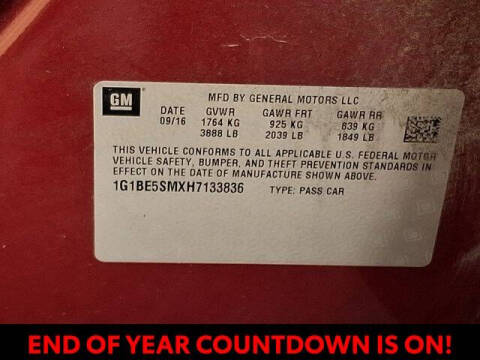 GM
MFD BY GENERAL MOTORS LLC
DATE GVWR GAWR FRT GAWR RR
09/16 1764 KG 925 KG 839 KG
3888 LB 2039 LB 1849 LB
THIS VEHICLE CONFORMS TO ALL APPLICABLE U.S. FEDERAL MOTOR
VEHICLE SAFETY, BUMPER, AND THEFT PREVENTION STANDARDS IN
EFFECT ON THE DATE OF MANUFACTURE SHOWN ABOVE.
1G1BE5SMXH7133836 TYPE: PASS CAR
END OF YEAR COUNTDOWN IS ON!